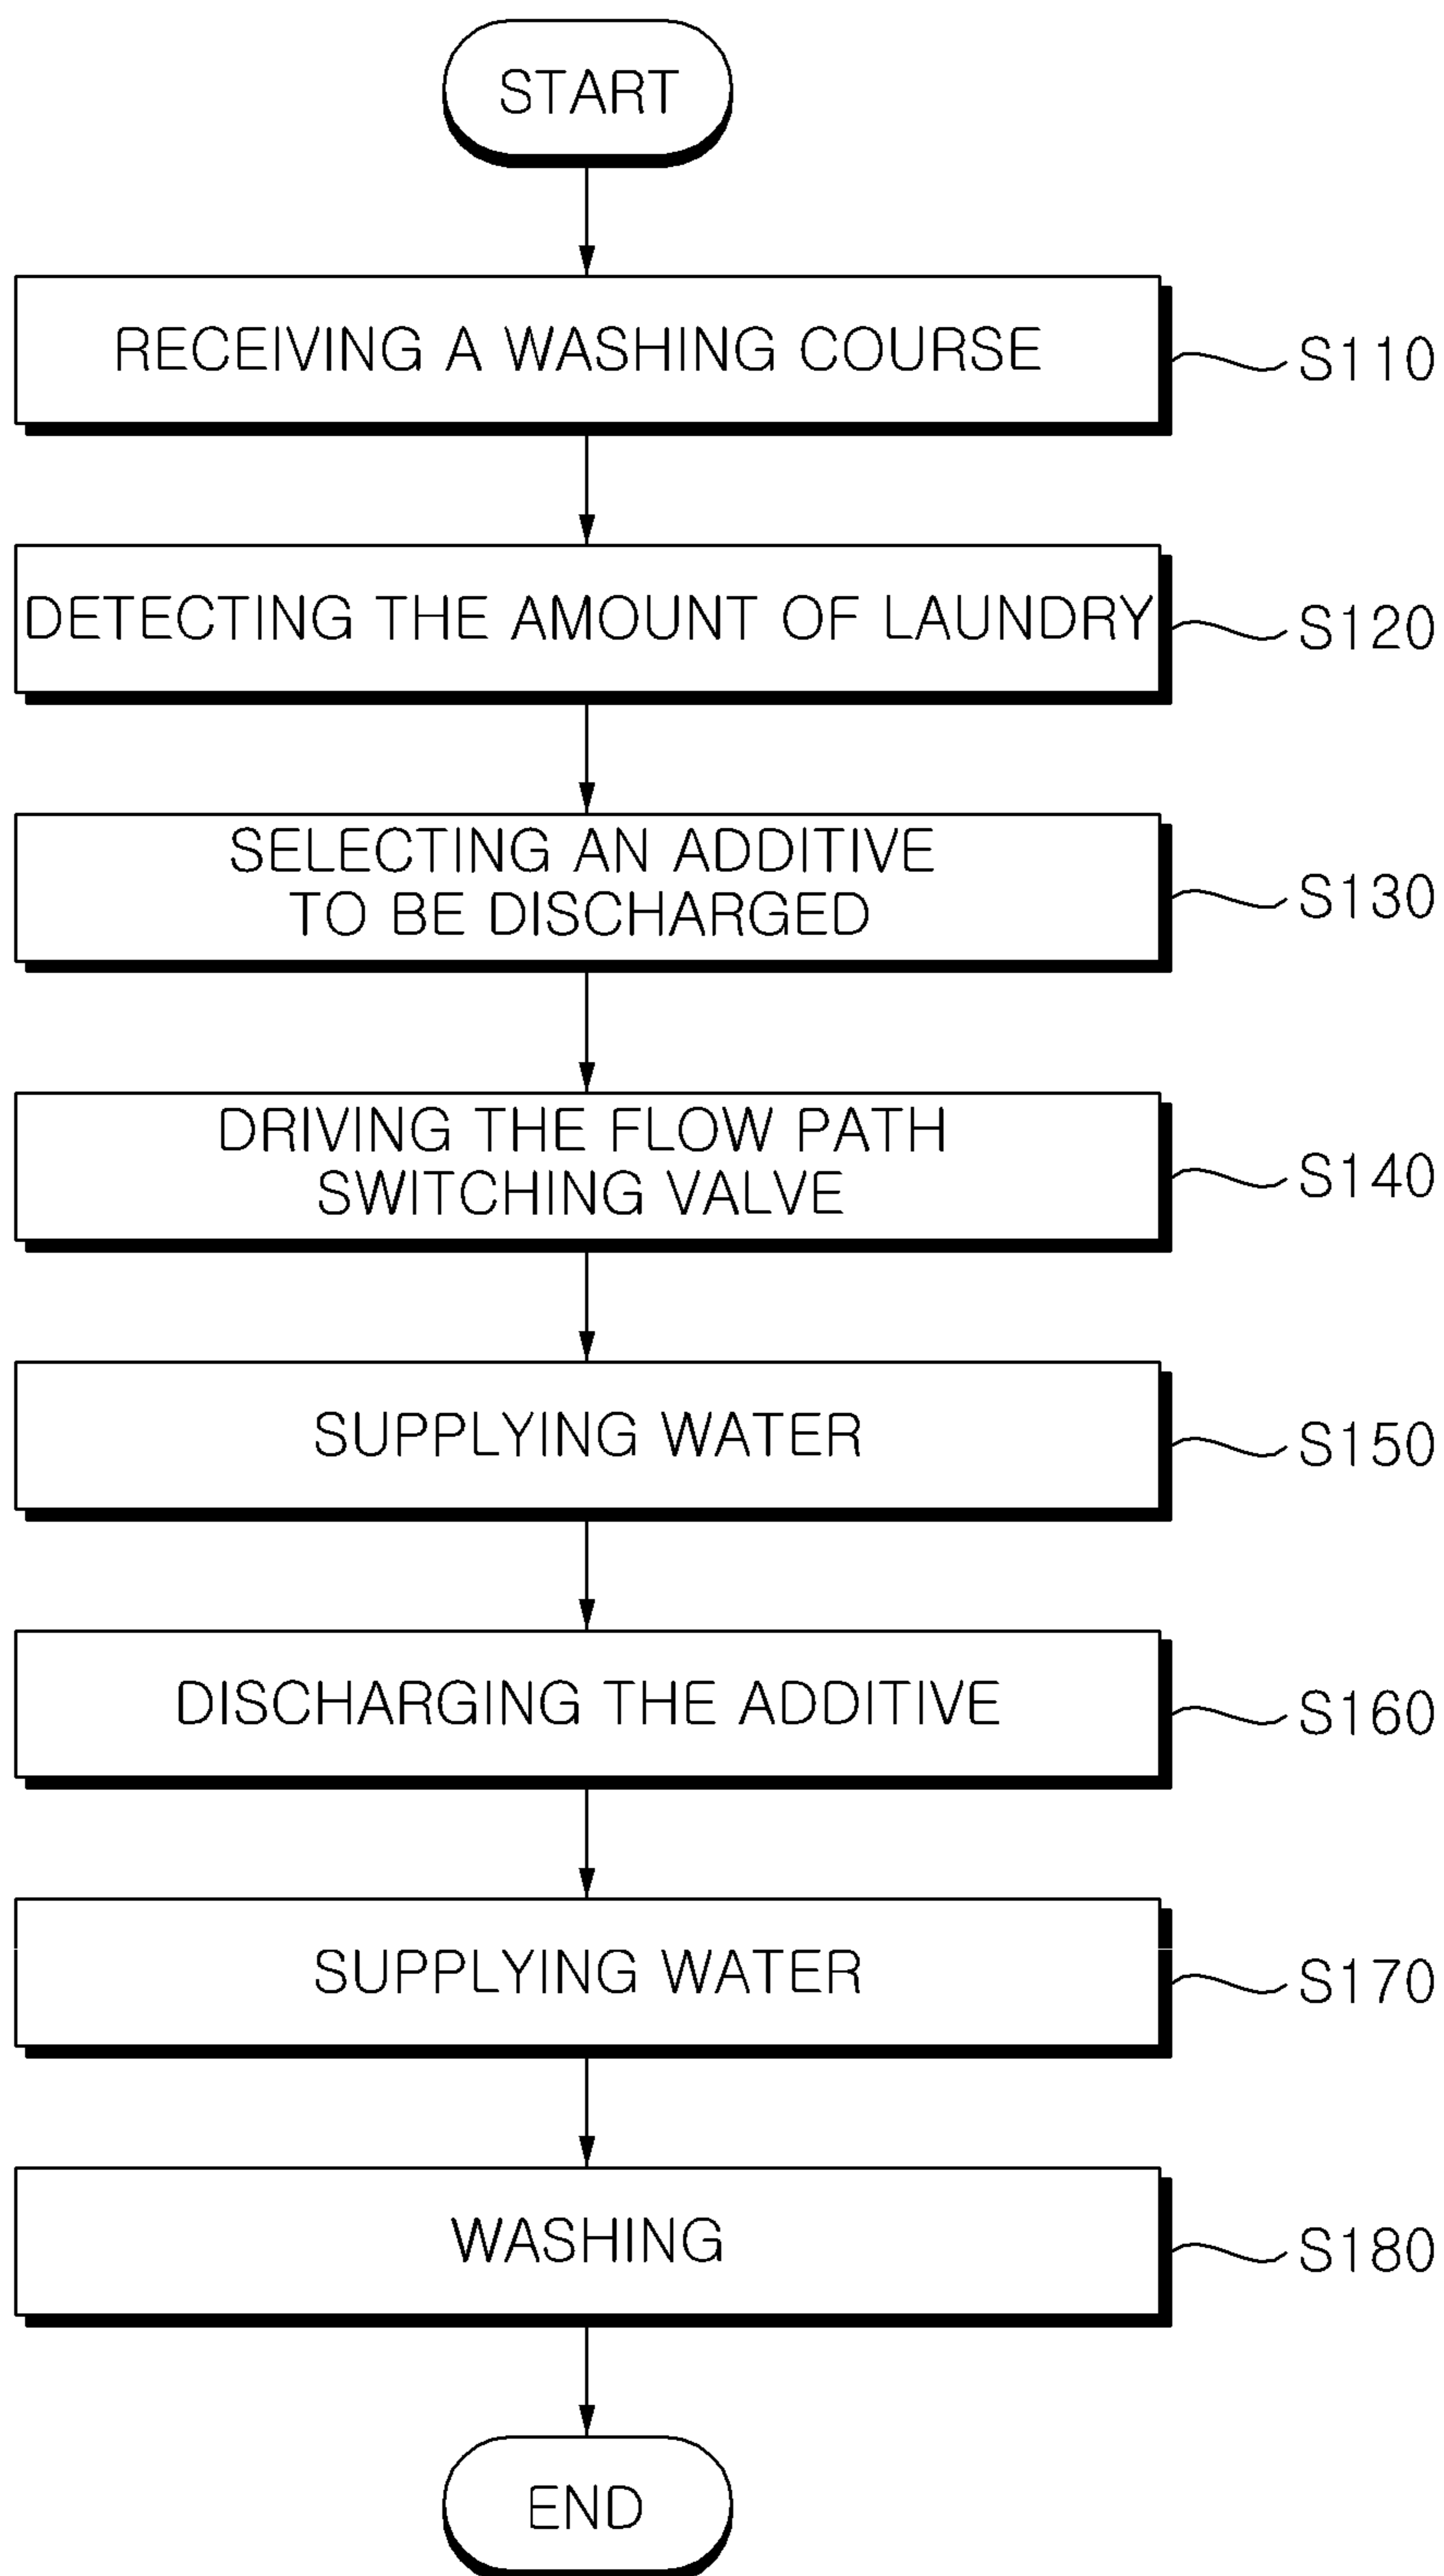 START
RECEIVING A WASHING COURSE
S110
DETECTING THE AMOUNT OF LAUNDRY
S120
SELECTING AN ADDITIVE
TO BE DISCHARGED
S130
DRIVING THE FLOW PATH
SWITCHING VALVE
S140
SUPPLYING WATER
S150
DISCHARGING THE ADDITIVE
S160
SUPPLYING WATER
S170
WASHING
S180
END